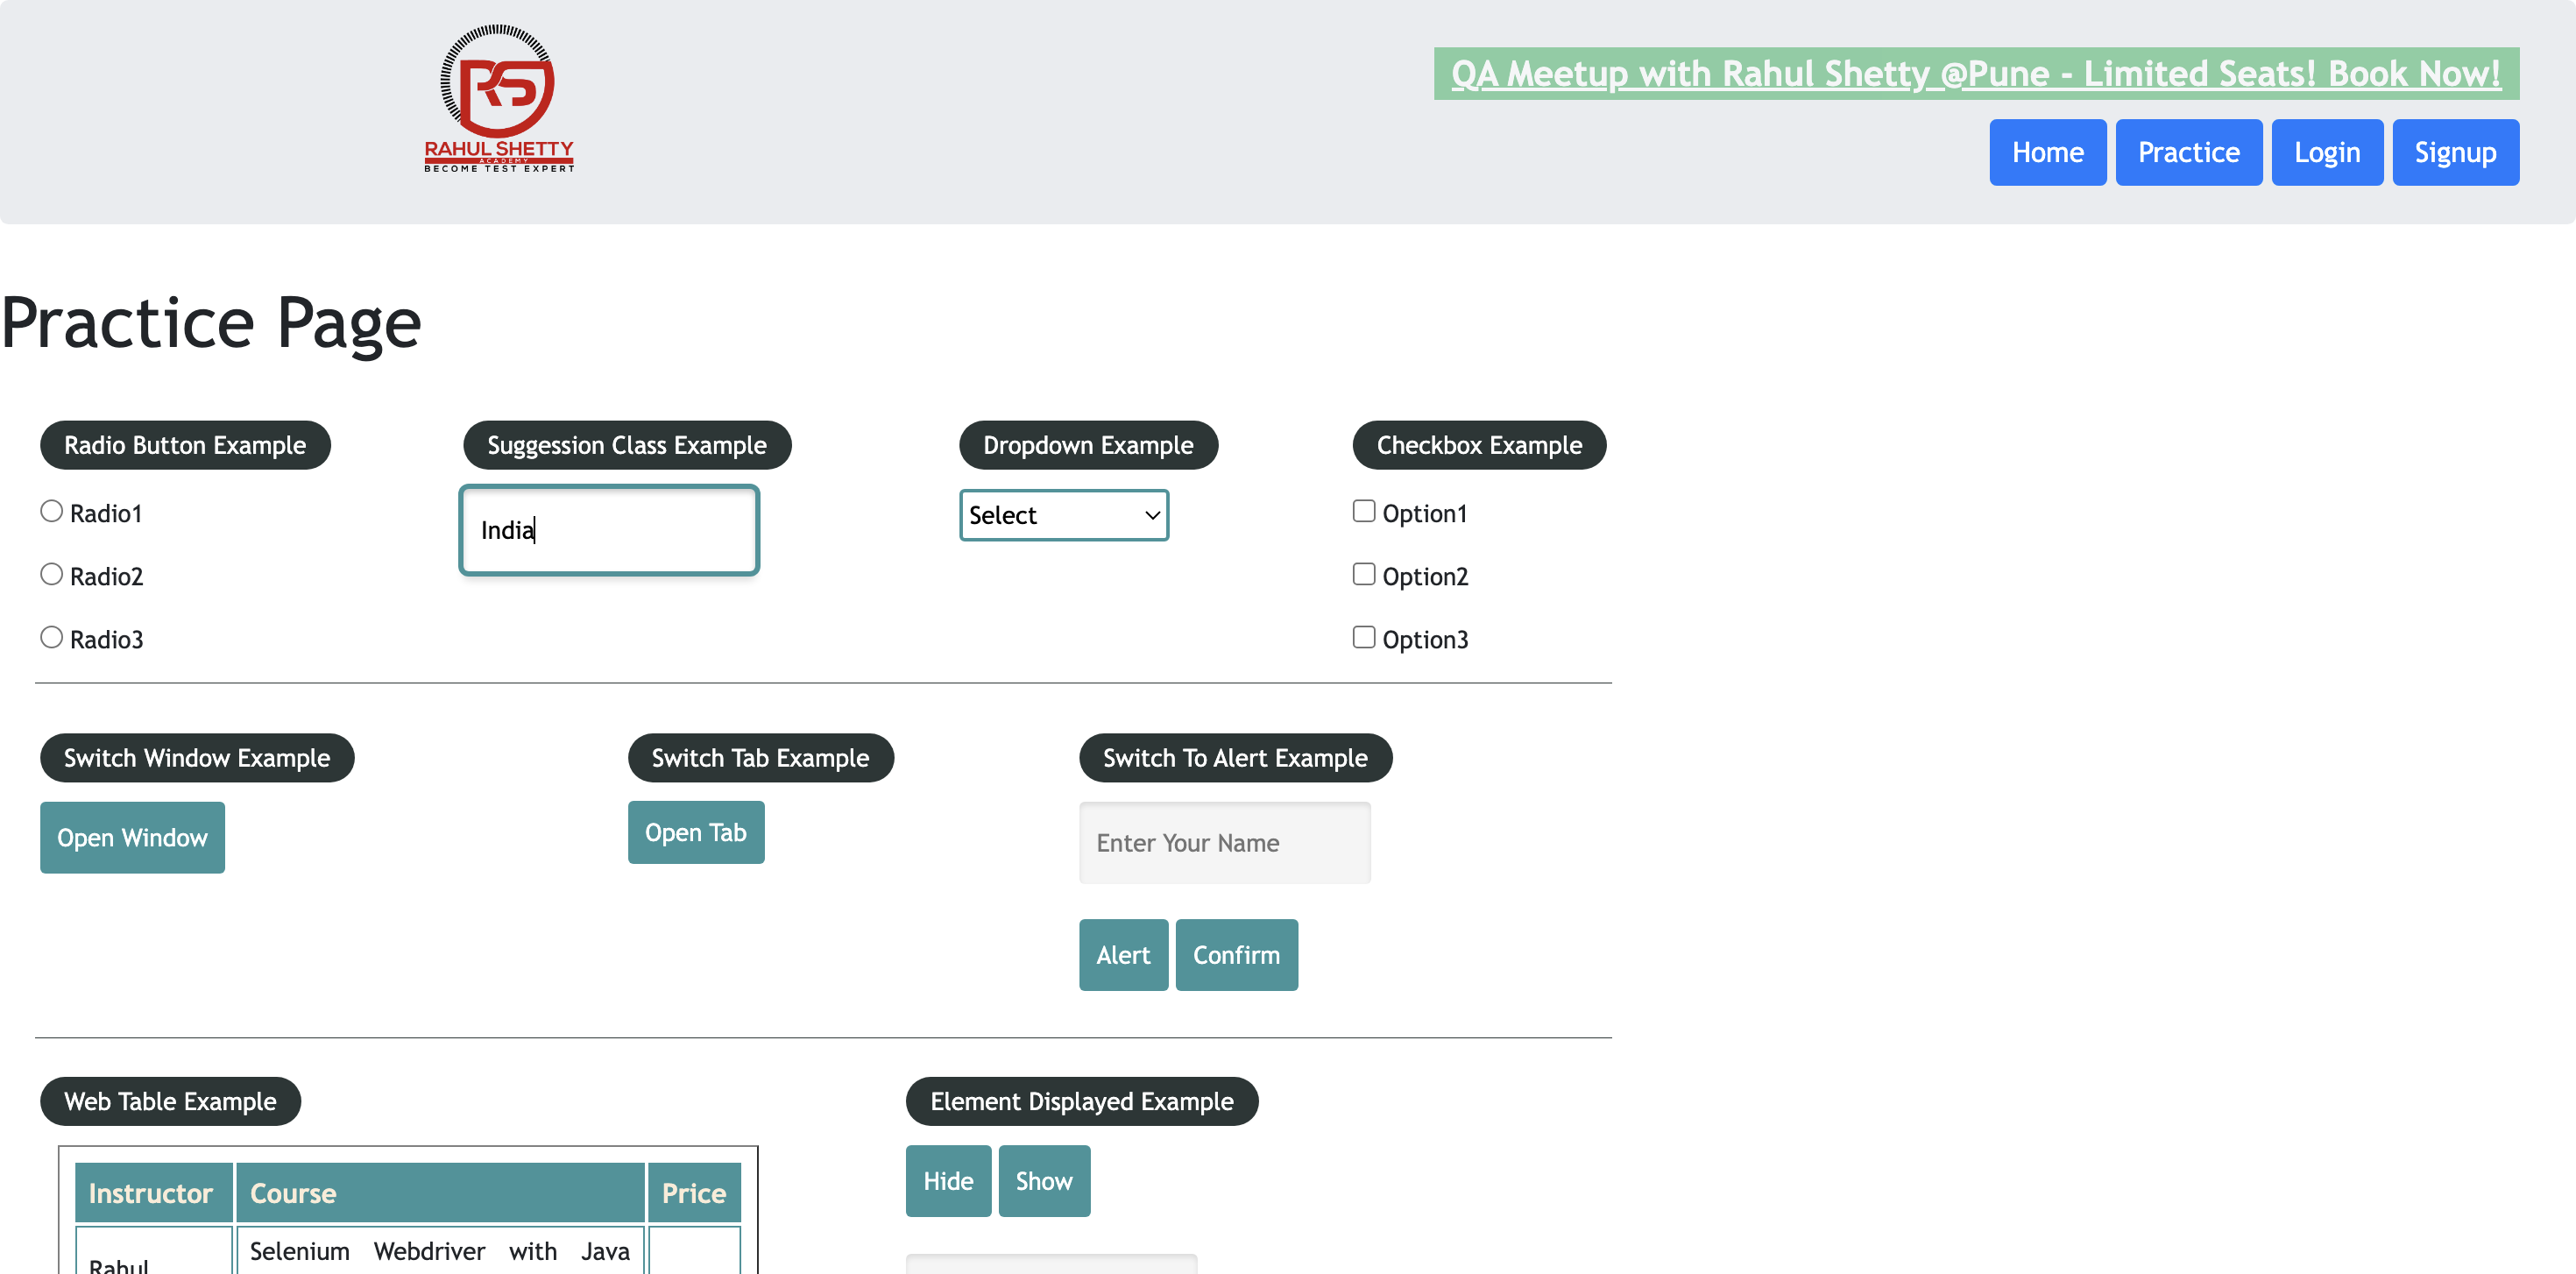 RS
RAHUL SHETTY
ACADEMY
BECOME TEST EXPERT
QA Meetup with Rahul Shetty @Pune - Limited Seats! Book Now!
Home Practice Login Signup
Practice Page
Radio Button Example Suggession Class Example Dropdown Example Checkbox Example
Radio1 India Select Option1
Radio2 Option2
Radio3 Option3
Switch Window Example Switch Tab Example Switch To Alert Example
Open Window Open Tab Enter Your Name
Alert Confirm
Web Table Example Element Displayed Example
Hide Show
Instructor Course Price
Selenium Webdriver with Java
Rahul